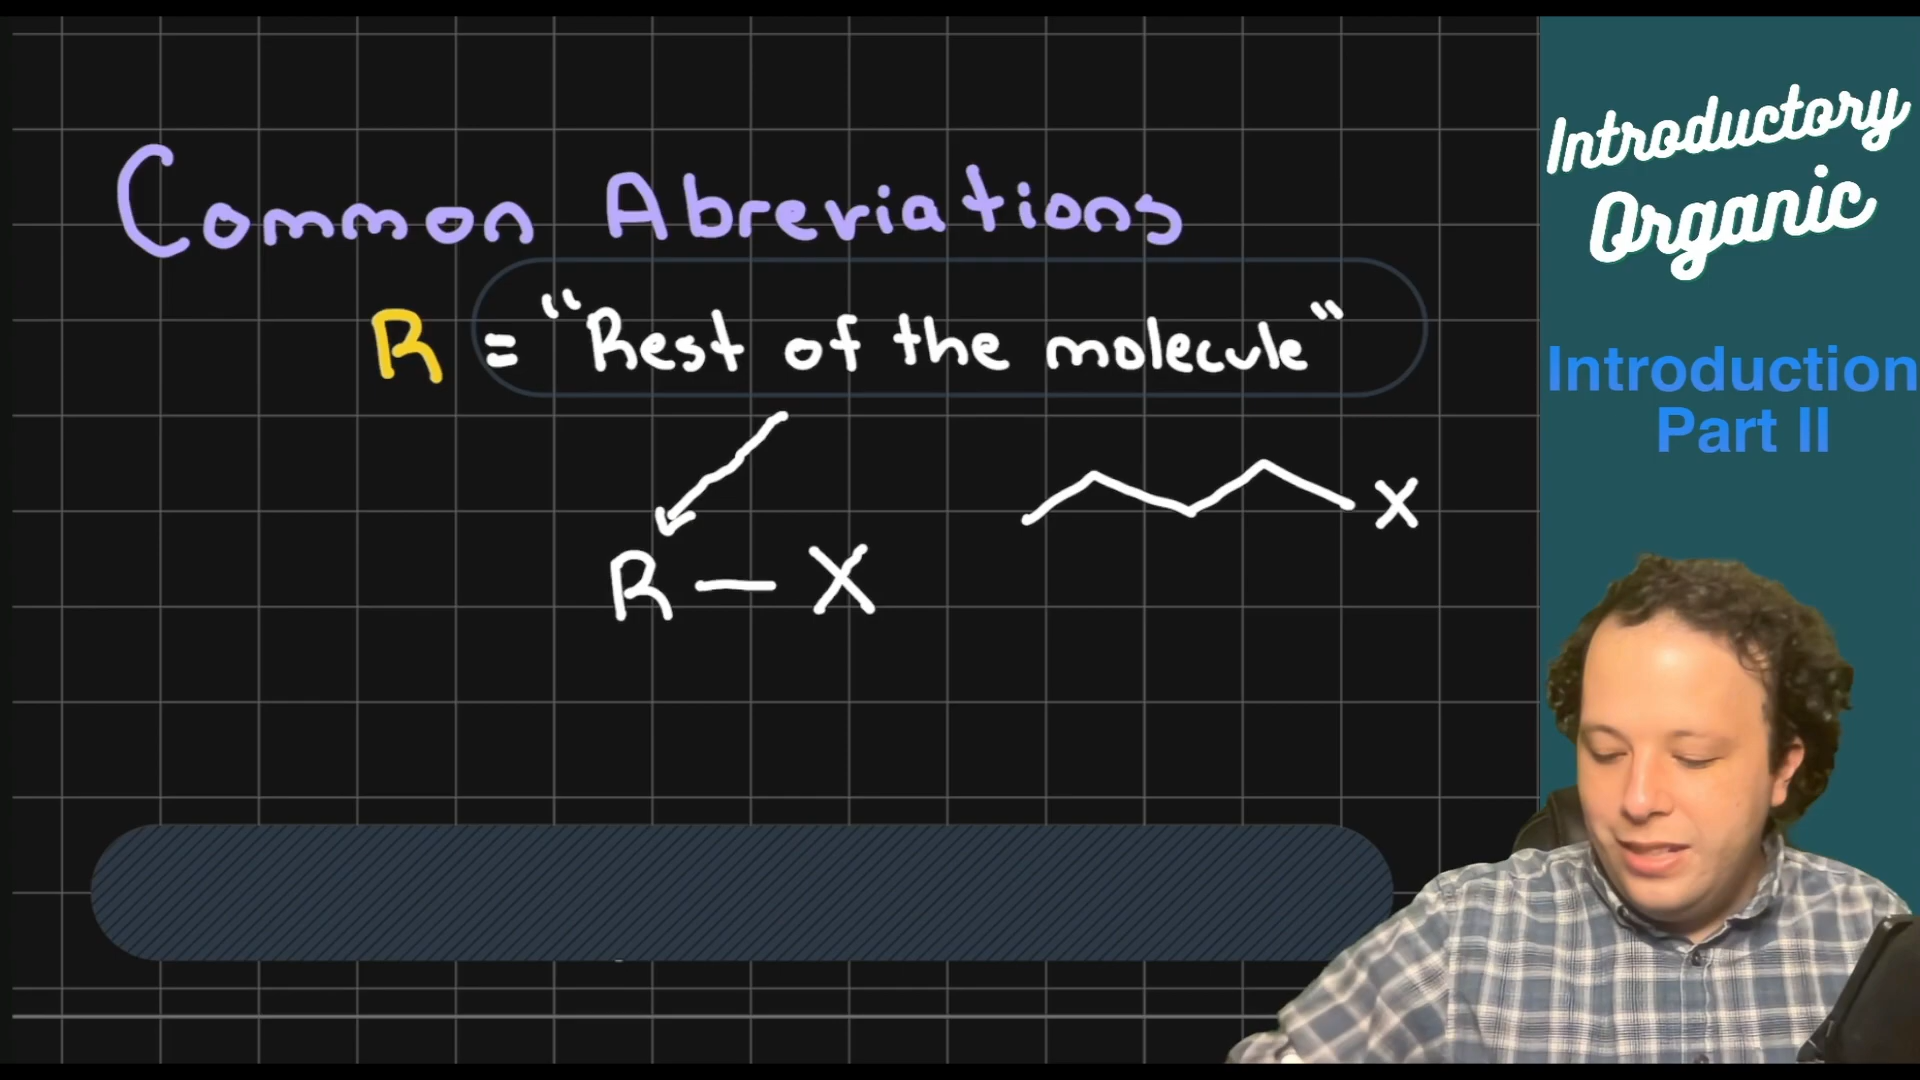 Common Abreviations
R = "Rest of the molecule"
R — X
X
Introductory
Organic
Introduction
Part II